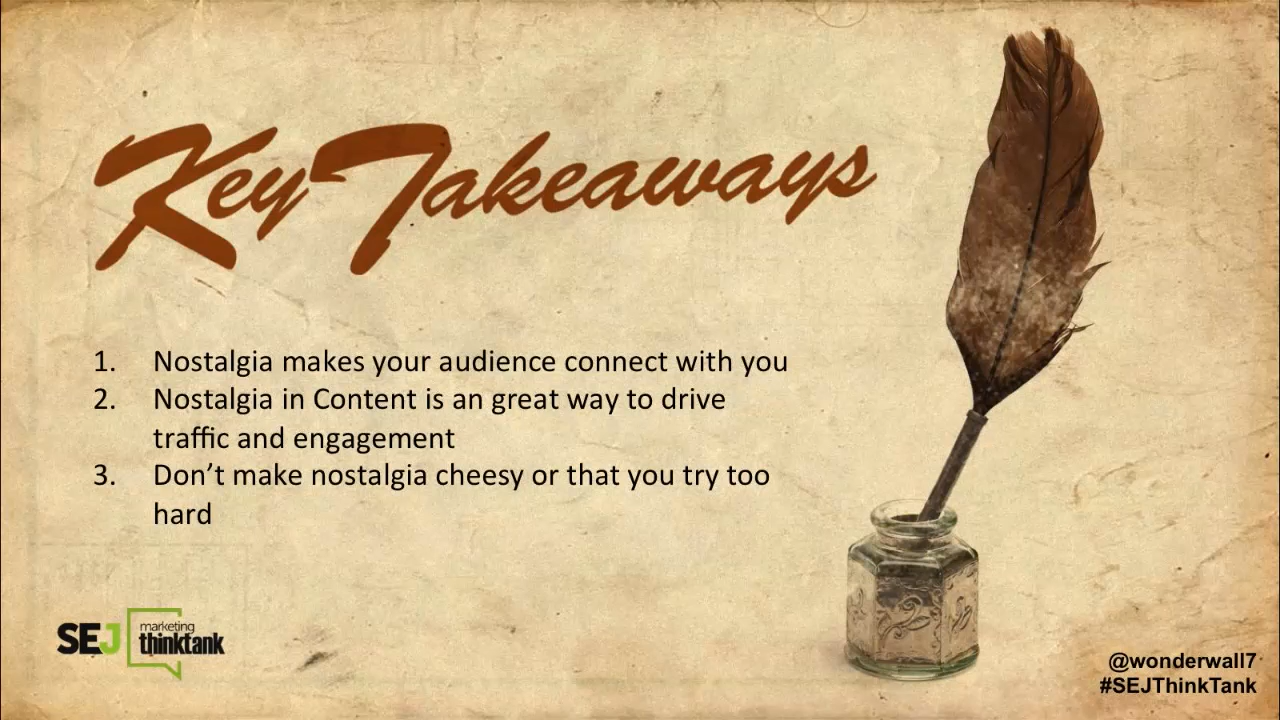 Key Takeaways
1. Nostalgia makes your audience connect with you
2. Nostalgia in Content is an great way to drive
traffic and engagement
3. Don’t make nostalgia cheesy or that you try too
hard
SEJ marketing
thinktank
@wonderwall7
#SEJThinkTank